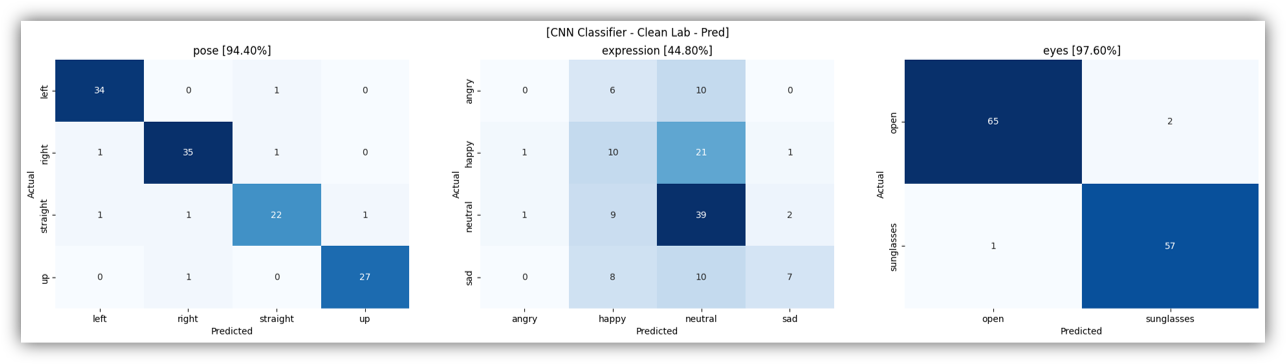 [CNN Classifier - Clean Lab - Pred]
pose [94.40%]
left 34 0 1 0
right 1 35 1 0
straight 1 1 22 1
up 0 1 0 27
Actual
left right straight up
Predicted
expression [44.80%]
angry 0 6 10 0
happy 1 10 21 1
neutral 1 9 39 2
sad 0 8 10 7
Actual
angry happy neutral sad
Predicted
eyes [97.60%]
open 65 2
sunglasses 1 57
Actual
open sunglasses
Predicted